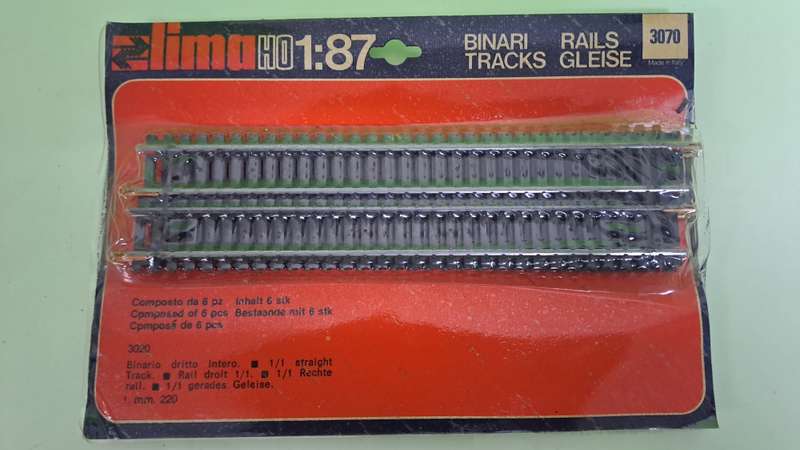 lima HO 1:87
BINARI RAILS
TRACKS GLEISE
3070
Made in Italy
Composto da 6 pz Inhalt 6 stk
Composed of 6 pcs Bestaande mit 6 stk
Composé de 6 pcs
3020
Binario dritto intero. ■ 1/1 straight
Track. ■ Rail droit 1/1. ■ 1/1 Rechte
rail. ■ 1/1 gerades Geleise.
mm. 220